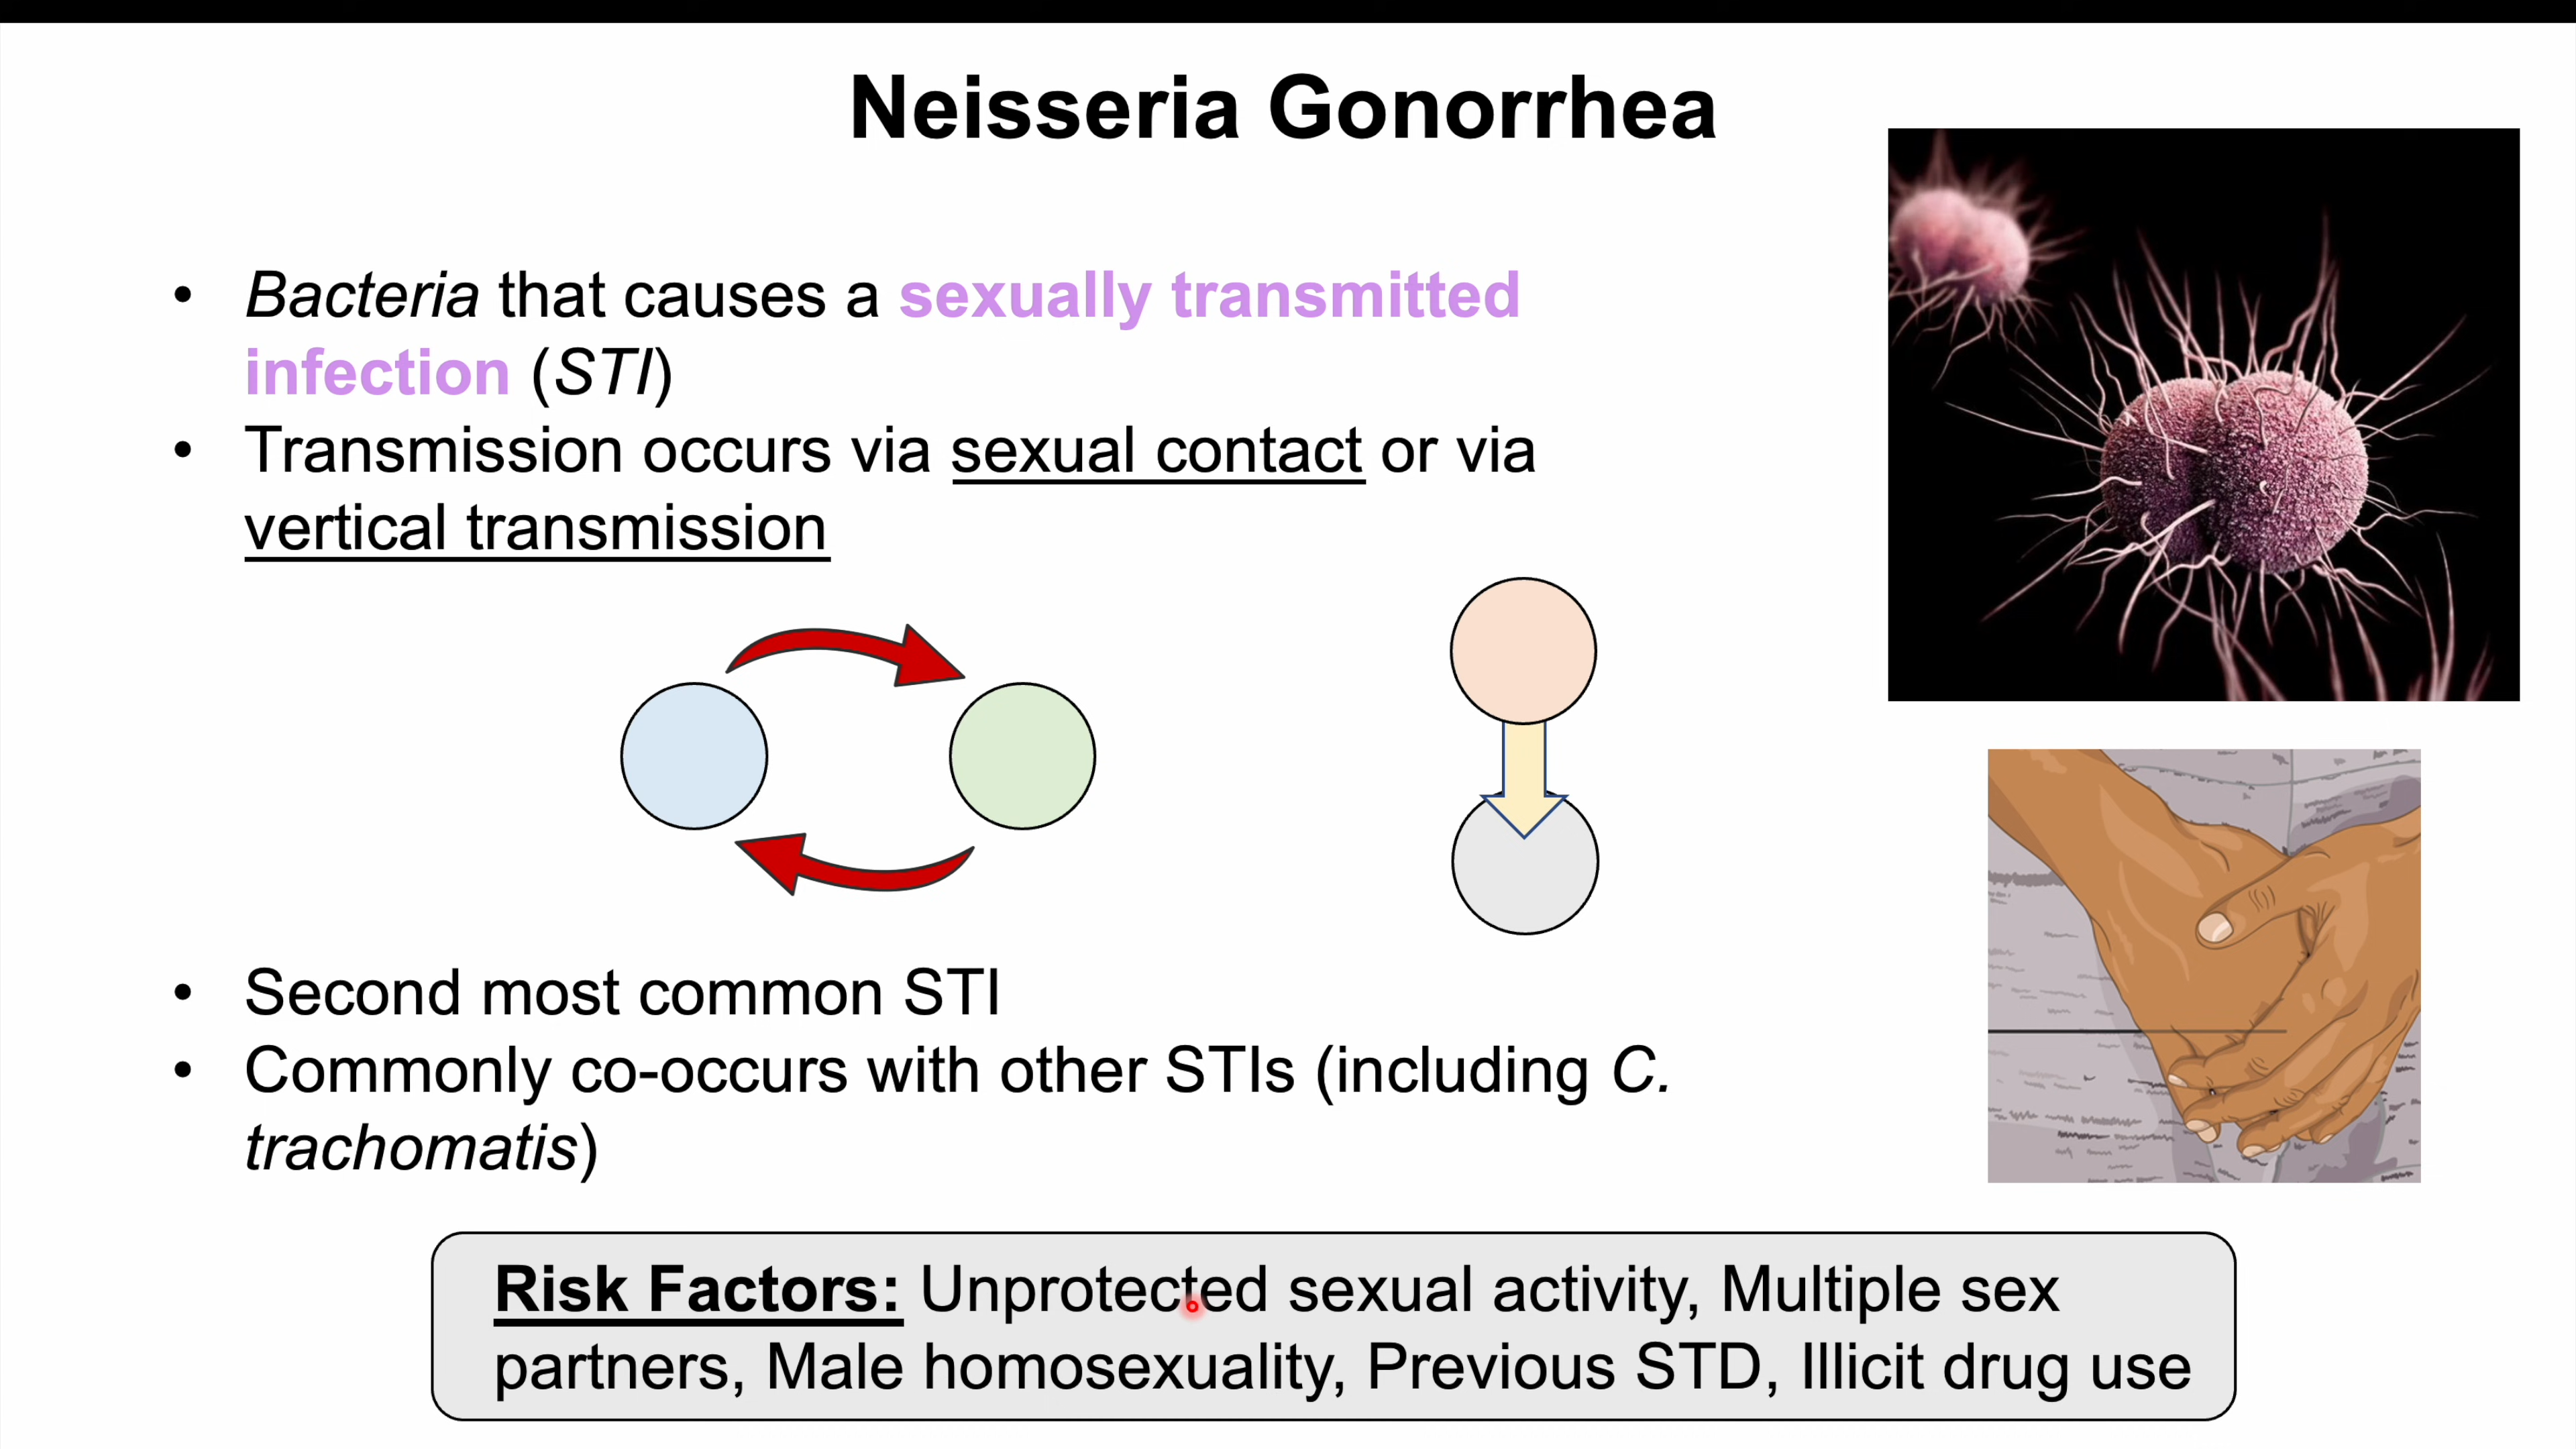 Neisseria Gonorrhea
• Bacteria that causes a sexually transmitted
infection (STI)
• Transmission occurs via sexual contact or via
vertical transmission
• Second most common STI
• Commonly co-occurs with other STIs (including C.
trachomatis)
Risk Factors: Unprotected sexual activity, Multiple sex
partners, Male homosexuality, Previous STD, Illicit drug use